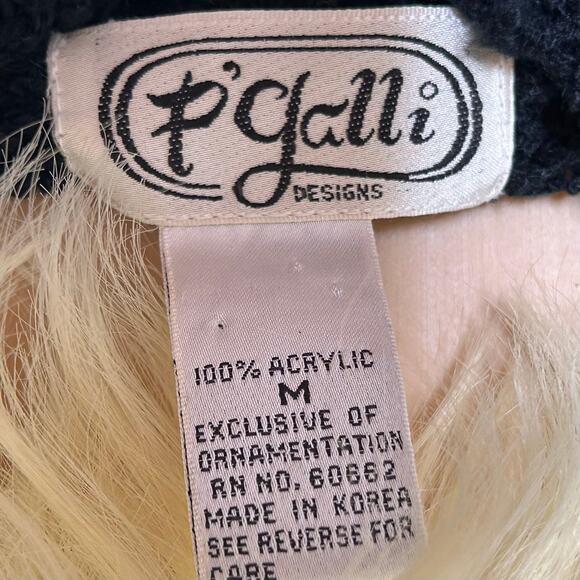 P'Galli
DESIGNS
100% ACRYLIC
M
EXCLUSIVE OF
ORNAMENTATION
RN NO. 60662
MADE IN KOREA
SEE REVERSE FOR
CARE